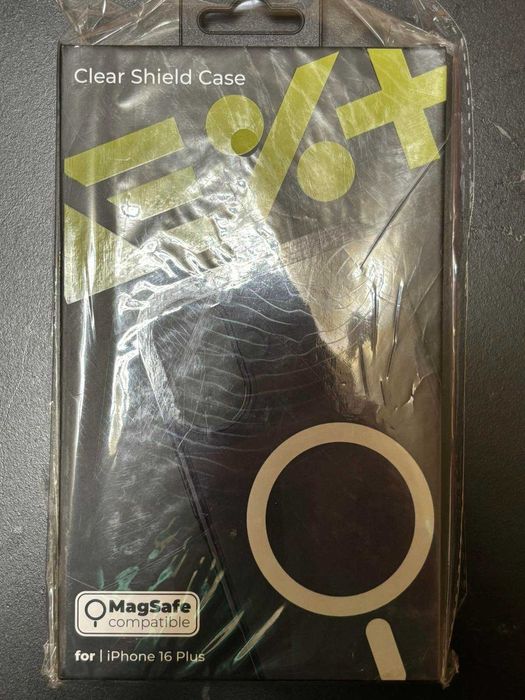 Clear Shield Case
MagSafe
compatible
for | iPhone 16 Plus